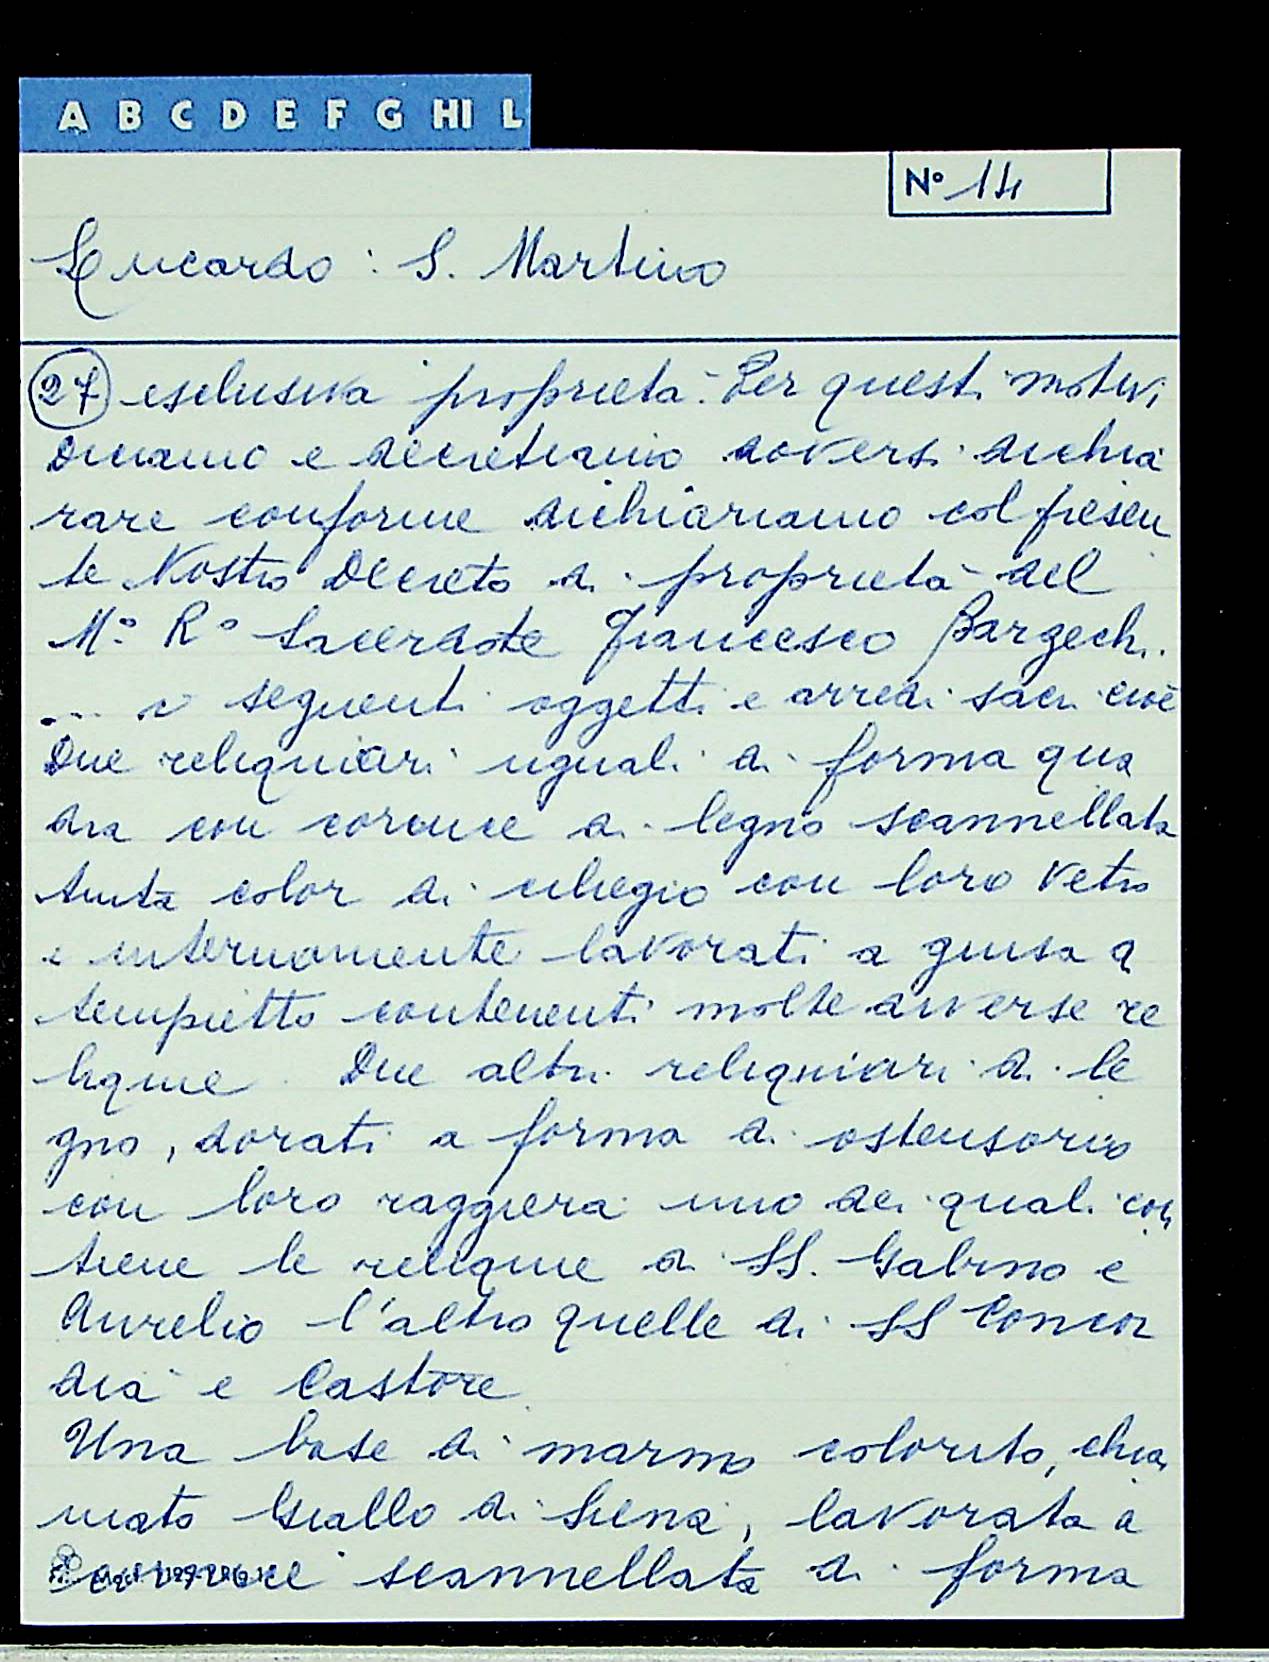 A B C D E F G HI L
N° 14
Lucardo: S. Martino
27 esclusiva proprietà. Per questi motivi
Diciamo e decretiamo doversi dichia
rare conforme dichiariamo col presen
te Nostro Decreto di proprietà del
M.° R.° Sacerdote Francesco Bargech..
... i seguenti oggetti e arredi sacri cioè
Due reliquiari uguali di forma qua
dra con cornice di legno scannellata
tinta color di ciliegio con loro vetro
e internamente lavorati a guisa a
tempietto contenenti molte diverse re
liquie. Due altri reliquiari di le
gno, dorati a forma di ostensorio
con loro raggiera uno dei quali con
tiene le reliquie di SS. Gabino e
Aurelio l'altro quelle di SS Concor
dia e Castore
Una base di marmo colorito, chia
mato Giallo di Siena, lavorata a
cornice scannellata di forma